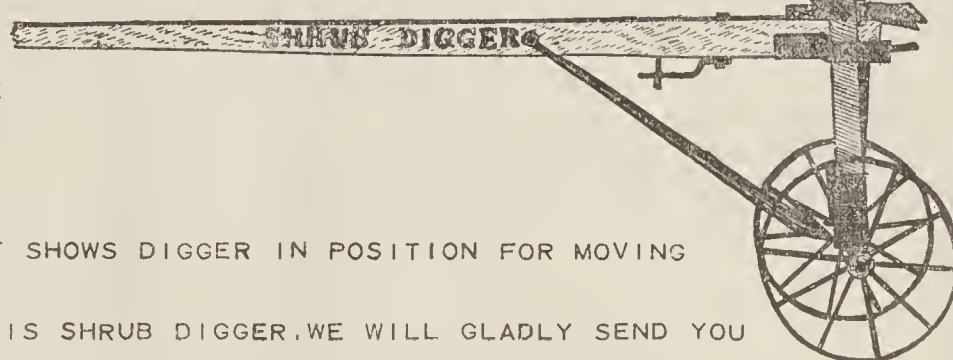 SHRUB DIGGER
SHOWS DIGGER IN POSITION FOR MOVING
IS SHRUB DIGGER.WE WILL GLADLY SEND YOU